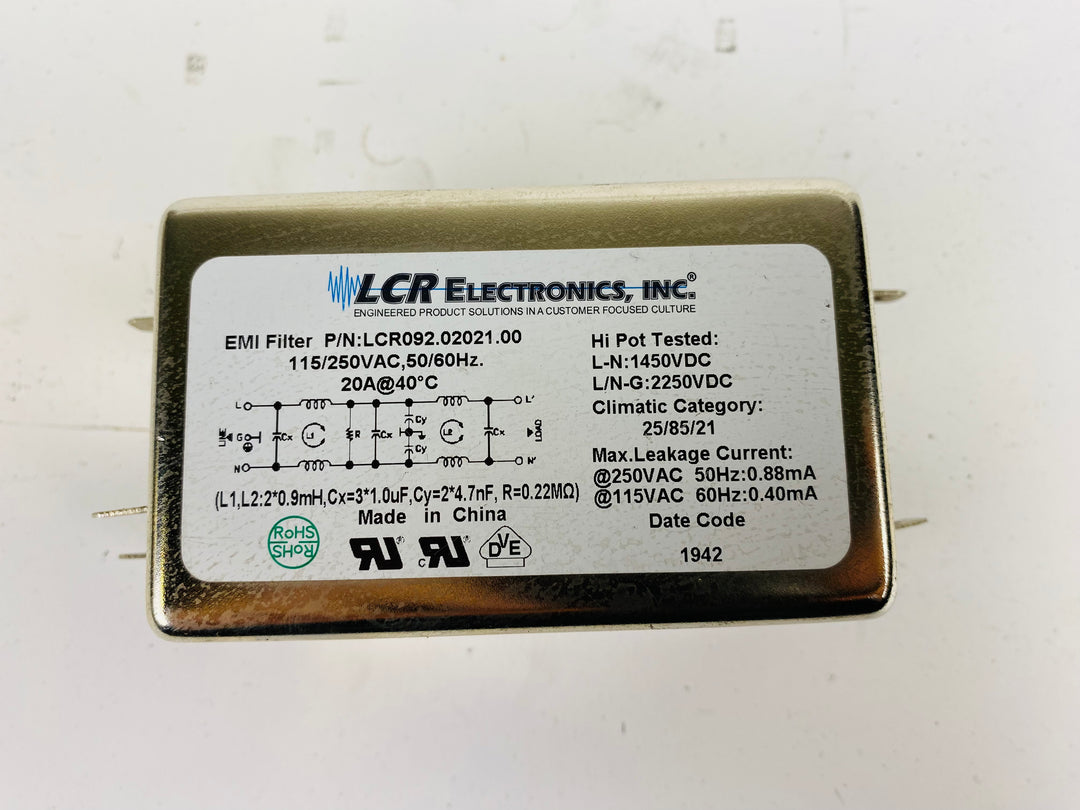 LCR ELECTRONICS, INC.®
ENGINEERED PRODUCT SOLUTIONS IN A CUSTOMER FOCUSED CULTURE
EMI Filter P/N:LCR092.02021.00
115/250VAC,50/60Hz.
20A@40°C
L L'
Cy
LINE G Cx L1 R Cx L2 Cx LOAD
Cy
N N'
(L1,L2:2*0.9mH,Cx=3*1.0uF,Cy=2*4.7nF, R=0.22MΩ)
Made in China
RoHS
RoHS
RU® c RU® DVE
Hi Pot Tested:
L-N:1450VDC
L/N-G:2250VDC
Climatic Category:
25/85/21
Max.Leakage Current:
@250VAC 50Hz:0.88mA
@115VAC 60Hz:0.40mA
Date Code
1942